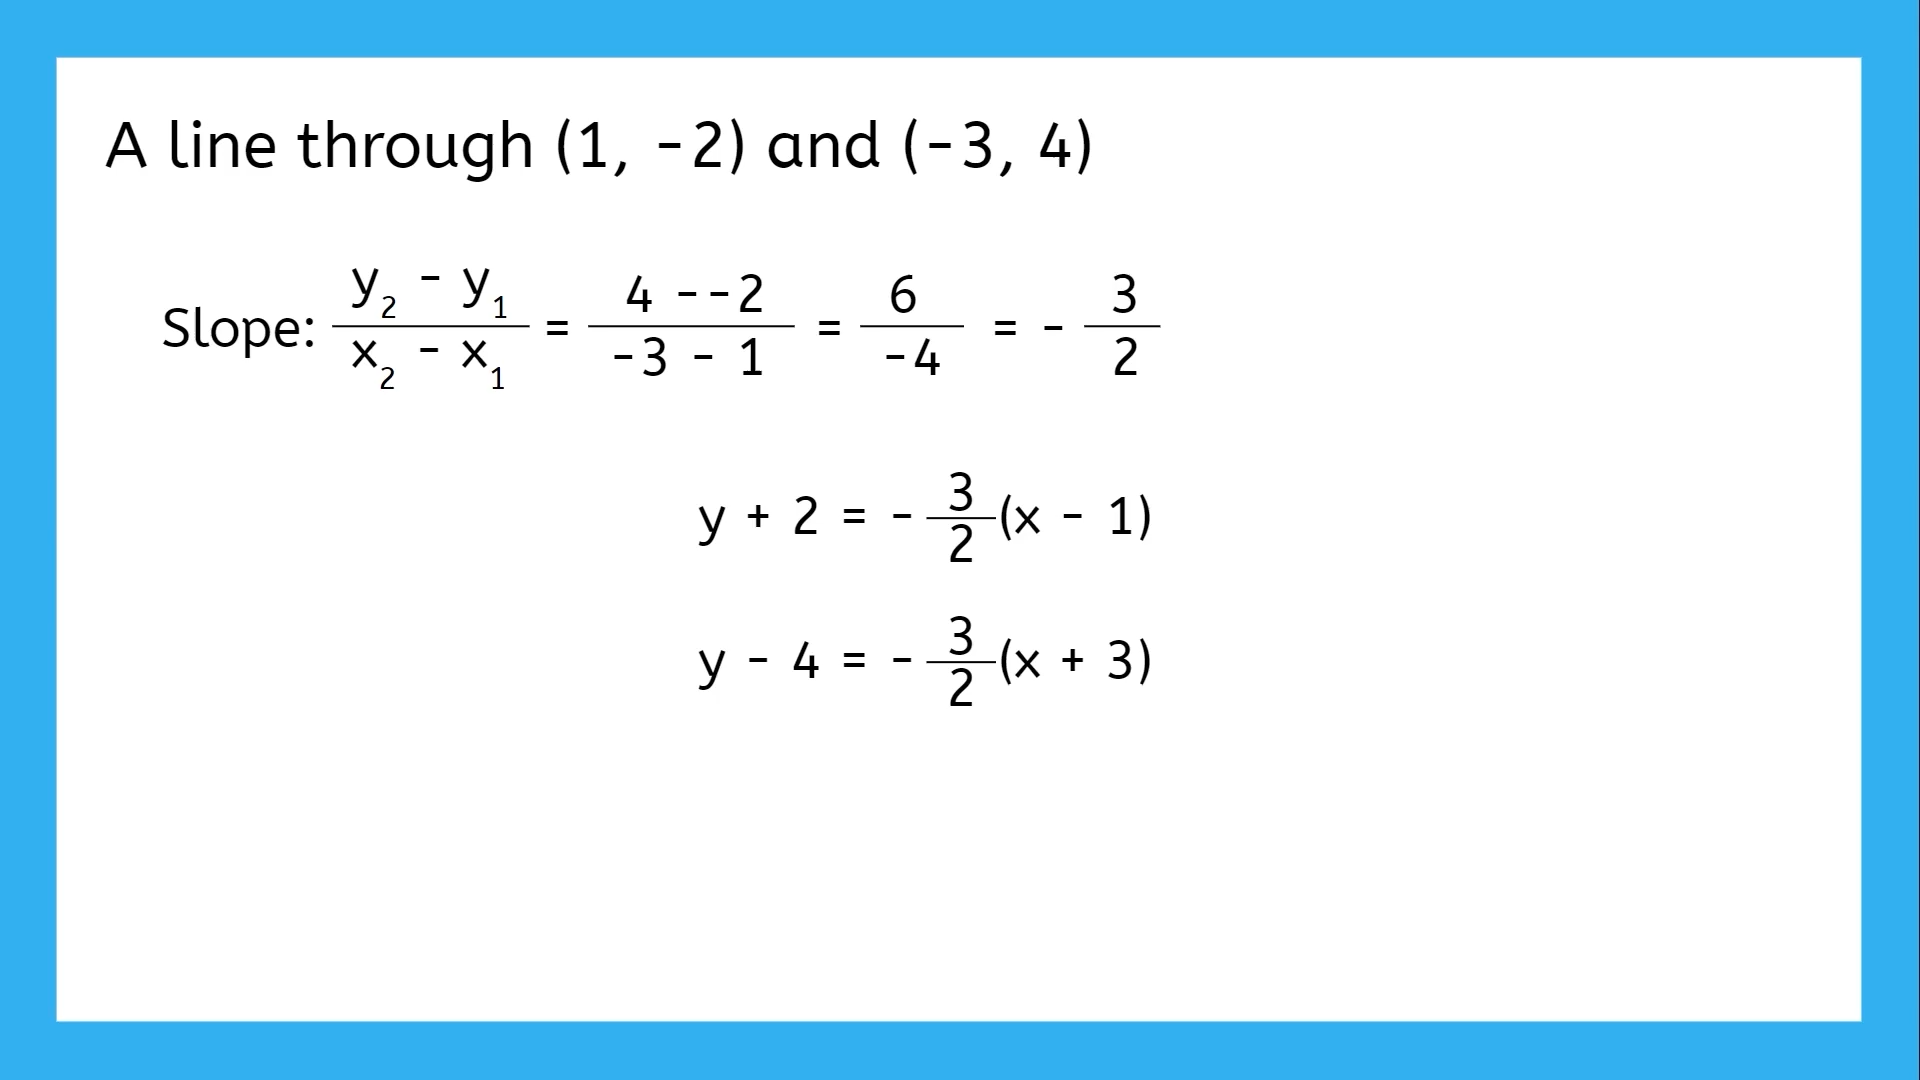 A line through (1, -2) and (-3, 4)
Slope: y₂ - y₁ / x₂ - x₁ = 4 --2 / -3 - 1 = 6 / -4 = - 3 / 2
y + 2 = - 3/2 (x - 1)
y - 4 = - 3/2 (x + 3)